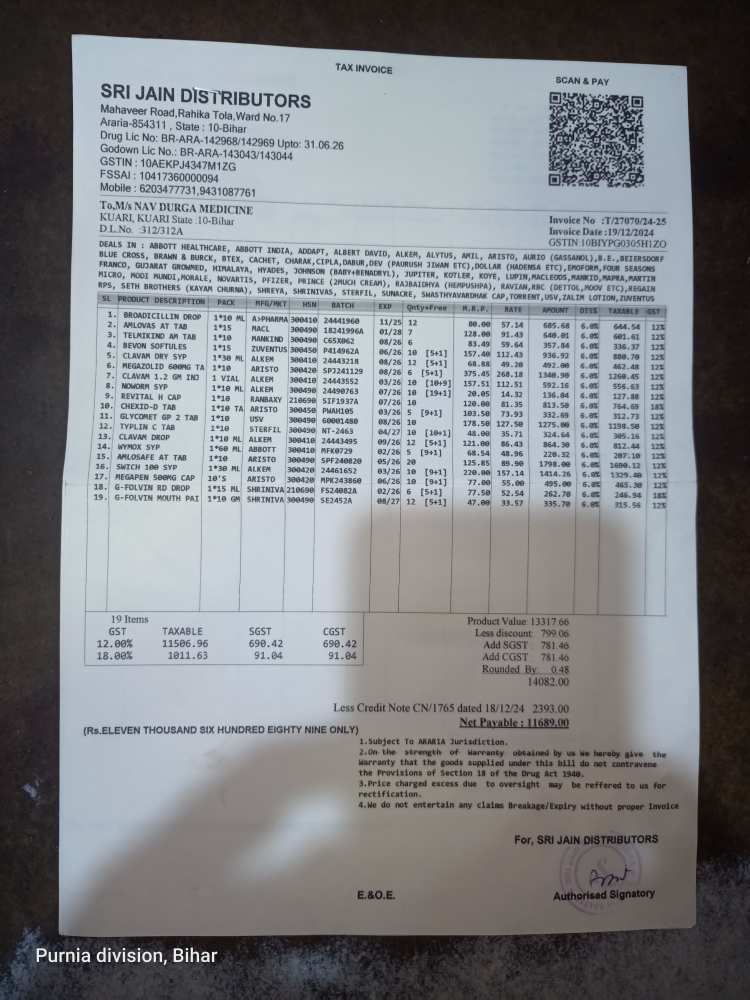 TAX INVOICE
SCAN & PAY
SRI JAIN DISTRIBUTORS
Mahaveer Road,Rahika Tola,Ward No.17
Araria-854311 , State : 10-Bihar
Drug Lic No: BR-ARA-142968/142969 Upto: 31.06.26
Godown Lic No.: BR-ARA-143043/143044
GSTIN : 10AEKPJ4347M1ZG
FSSAI : 10417360000094
Mobile : 6203477731,9431087761
To,M/s NAV DURGA MEDICINE
KUARI, KUARI State :10-Bihar
D.L.No. :312/312A
Invoice No :T/27070/24-25
Invoice Date :19/12/2024
GSTIN:10BIYPG0305H1ZO
DEALS IN : ABBOTT HEALTHCARE, ABBOTT INDIA, ADDAPT, ALBERT DAVID, ALKEM, ALYTUS, AMIL, ARISTO, AURIO (GASSANOL),B.E.,BEIERSDORF
BLUE CROSS, BRAWN & BURCK, BTEX, CACHET, CHARAK,CIPLA,DABUR,DEV (PAURUSH JIWAN ETC),DOLLAR (HADENSA ETC),EMOFORM,FOUR SEASONS
FRANCO, GUJARAT GROWMED, HIMALAYA, HYADES, JOHNSON (BABY+BENADRYL), JUPITER, KOTLER, KOYE, LUPIN,MACLEODS,MANKIND,MAPRA,MARTIN
MICRO, MODI MUNDI,MORALE, NOVARTIS, PFIZER, PRINCE (2MUCH CREAM), RAJBAIDHYA (HEMPUSHPA), RAVIAN,RBC (DETTOL,MOOV ETC),REGAIN
RPS, SETH BROTHERS (KAYAM CHURNA), SHREYA, SHRINIVAS, STERFIL, SUNACRE, SWASTHYAVARDHAK CAP,TORRENT,USV,ZALIM LOTION,ZUVENTUS
SL PRODUCT DESCRIPTION PACK MFG/MKT HSN BATCH EXP Qnty+Free M.R.P. RATE AMOUNT DIS% TAXABLE GST
1. BROADICILLIN DROP 1*10 ML A>PHARMA 300410 24441960 11/25 12 80.00 57.14 685.68 6.0% 644.54 12%
2. AMLOVAS AT TAB 1*15 MACL 300490 18241996A 01/28 7 128.00 91.43 640.01 6.0% 601.61 12%
3. TELMIKIND AM TAB 1*10 MANKIND 300490 C65X062 08/26 6 83.49 59.64 357.84 6.0% 336.37 12%
4. BEVON SOFTULES 1*15 ZUVENTUS 300450 P414962A 06/26 10 [5+1] 157.40 112.43 936.92 6.0% 880.70 12%
5. CLAVAM DRY SYP 1*30 ML ALKEM 300410 24443218 08/26 12 [5+1] 68.88 49.20 492.00 6.0% 462.48 12%
6. MEGAZOLID 600MG TA 1*10 ARISTO 300420 SPJ241129 08/26 6 [5+1] 375.45 268.18 1340.90 6.0% 1260.45 12%
7. CLAVAM 1.2 GM INJ 1 VIAL ALKEM 300410 24443552 03/26 10 [10+9] 157.51 112.51 592.16 6.0% 556.63 12%
8. NOWORM SYP 1*10 ML ALKEM 300490 24490763 07/26 10 [19+1] 20.05 14.32 136.04 6.0% 127.88 12%
9. REVITAL H CAP 1*10 RANBAXY 210690 SIF1937A 07/26 10 120.00 81.35 813.50 6.0% 764.69 18%
10. CHEXID-D TAB 1*10 TA ARISTO 300450 PWAH105 03/26 5 [9+1] 103.50 73.93 332.69 6.0% 312.73 12%
11. GLYCOMET GP 2 TAB 1*10 USV 300490 60001480 08/26 10 178.50 127.50 1275.00 6.0% 1198.50 12%
12. TYPLIN C TAB 1*10 STERFIL 300490 NT-2463 04/27 10 [10+1] 48.00 35.71 324.64 6.0% 305.16 12%
13. CLAVAM DROP 1*10 ML ALKEM 300410 24443495 09/26 12 [5+1] 121.00 86.43 864.30 6.0% 812.44 12%
14. WYMOX SYP 1*60 ML ABBOTT 300410 MFK0729 02/26 5 [9+1] 68.54 48.96 220.32 6.0% 207.10 12%
15. AMLOSAFE AT TAB 1*10 ARISTO 300490 SPF240820 05/26 20 125.85 89.90 1798.00 6.0% 1690.12 12%
16. SWICH 100 SYP 1*30 ML ALKEM 300420 24461652 03/26 10 [9+1] 220.00 157.14 1414.26 6.0% 1329.40 12%
17. MEGAPEN 500MG CAP 10'S ARISTO 300420 MPK243860 06/26 10 [9+1] 77.00 55.00 495.00 6.0% 465.30 12%
18. G-FOLVIN RD DROP 1*15 ML SHRINIVA 210690 FS24082A 02/26 6 [5+1] 77.50 52.54 262.70 6.0% 246.94 18%
19. G-FOLVIN MOUTH PAI 1*10 GM SHRINIVA 300490 SE2452A 08/27 12 [5+1] 47.00 33.57 335.70 6.0% 315.56 12%
19 Items
GST TAXABLE SGST CGST
12.00% 11506.96 690.42 690.42
18.00% 1011.63 91.04 91.04
Product Value: 13317.66
Less discount: 799.06
Add SGST : 781.46
Add CGST : 781.46
Rounded By: 0.48
14082.00
Less Credit Note CN/1765 dated 18/12/24 2393.00
Net Payable : 11689.00
(Rs.ELEVEN THOUSAND SIX HUNDRED EIGHTY NINE ONLY)
1.Subject To ARARIA Jurisdiction.
2.On the strength of Warranty obtained by us We hereby give the
Warranty that the goods supplied under this bill do not contravene
the Provisions of Section 18 of the Drug Act 1940.
3.Price charged excess due to oversight may be reffered to us for
rectification.
4.We do not entertain any claims Breakage/Expiry without proper Invoice
For, SRI JAIN DISTRIBUTORS
E.&O.E.
Authorised Signatory
Purnia division, Bihar